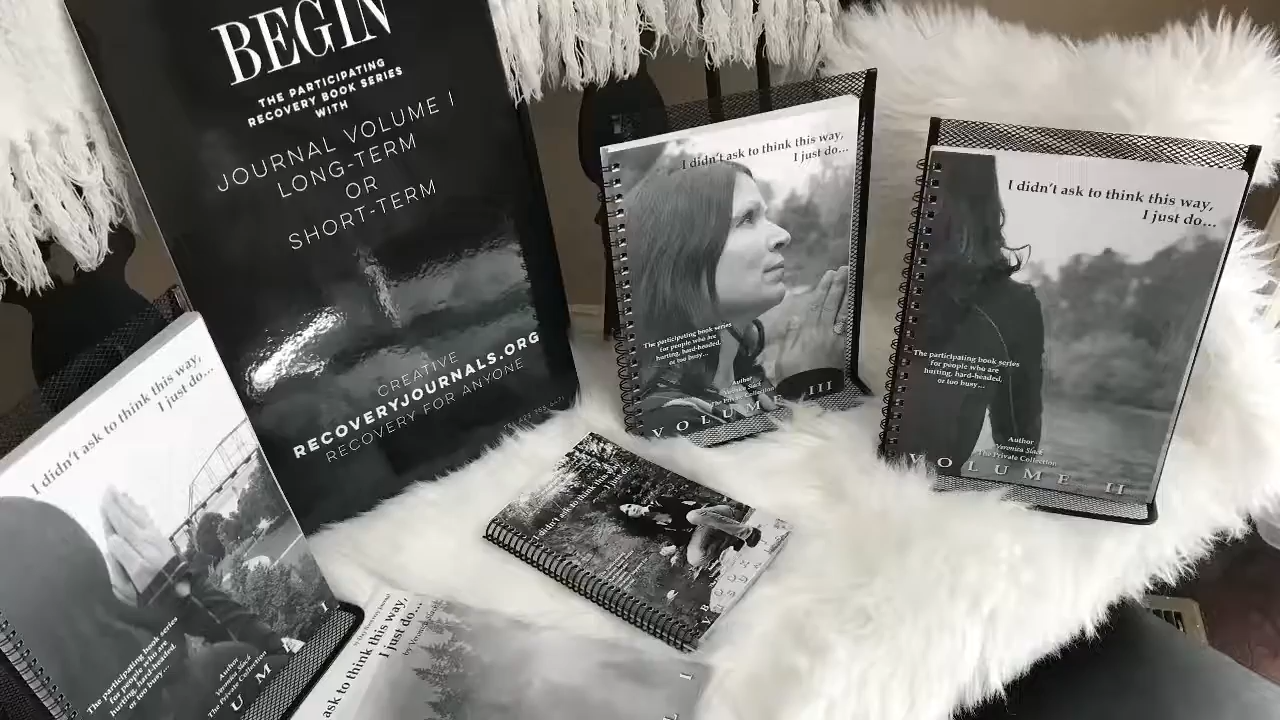 BEGIN
THE PARTICIPATING
RECOVERY BOOK SERIES
WITH
JOURNAL VOLUME I
LONG-TERM
OR
SHORT-TERM
CREATIVE
RECOVERYJOURNALS.ORG
RECOVERY FOR ANYONE
I didn't ask to think this way,
I just do...
The participating book series
for people who are
hurting, hard-headed,
or too busy...
Author
Veronica Slack
The Private Collection
VOLUME III
I didn't ask to think this way,
I just do...
The participating book series
for people who are
hurting, hard-headed,
or too busy...
Author
Veronica Slack
The Private Collection
VOLUME II
I didn't ask to think this way,
I just do...
The participating book series
for people who are
hurting, hard-headed,
or too busy...
Author
Veronica Slack
The Private Collection
U M I
I didn't ask to think this
I just
ask to think this way,
I just do...